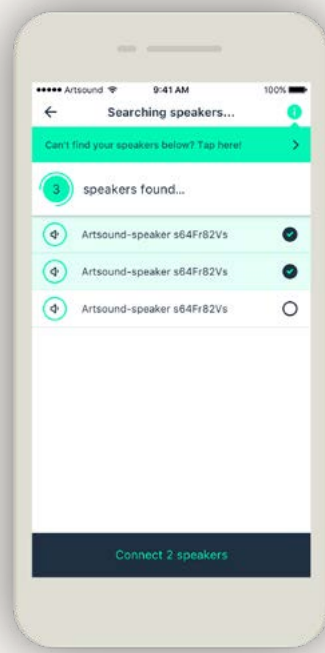 Artsound 9:41 AM 100%
Searching speakers...
i
Can't find your speakers below? Tap here!
3 speakers found...
Artsound-speaker s64Fr82Vs
Artsound-speaker s64Fr82Vs
Artsound-speaker s64Fr82Vs
Connect 2 speakers